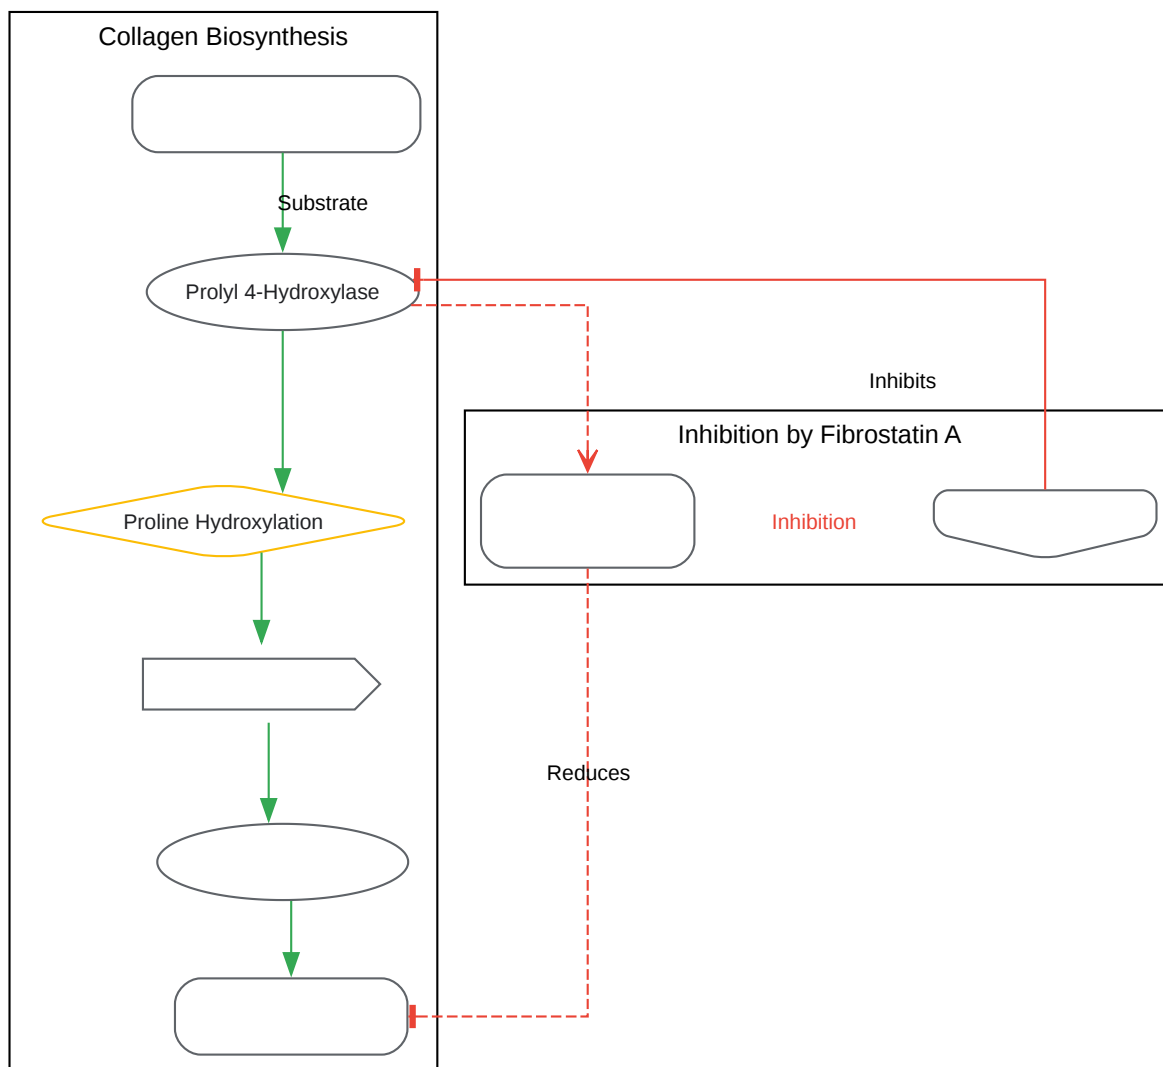 Collagen Biosynthesis
Substrate
Prolyl 4-Hydroxylase
Inhibits
Inhibition by Fibrostatin A
Proline Hydroxylation
Inhibition
Reduces